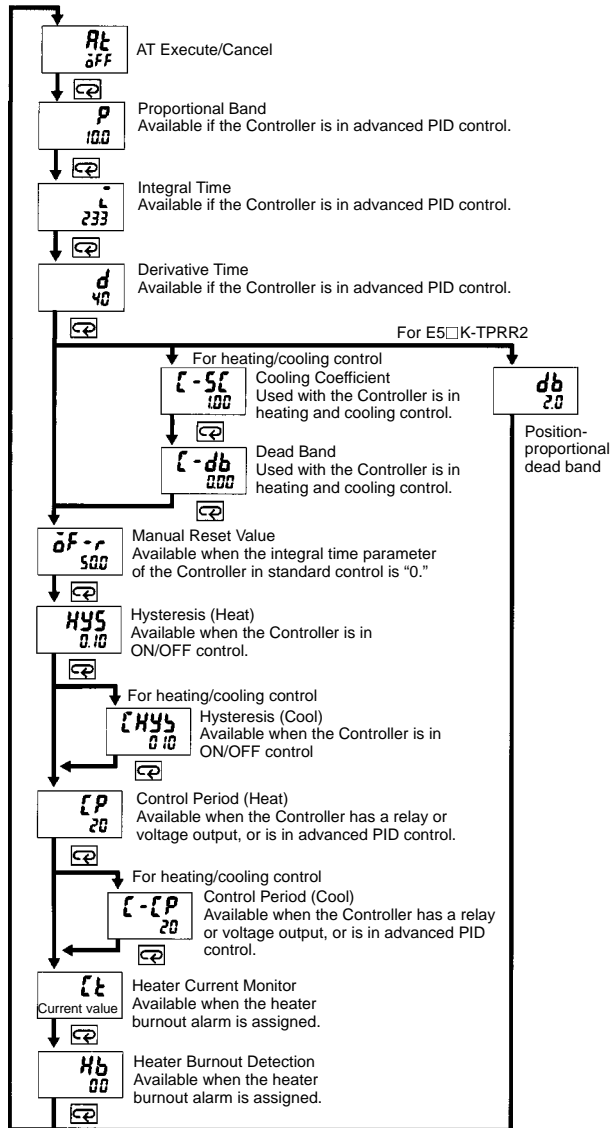 At
oFF
AT Execute/Cancel
P
10.0
Proportional Band
Available if the Controller is in advanced PID control.
i
233
Integral Time
Available if the Controller is in advanced PID control.
d
40
Derivative Time
Available if the Controller is in advanced PID control.
For E5□K-TPRR2
For heating/cooling control
C-SC
1.00
Cooling Coefficient
Used with the Controller is in
heating and cooling control.
db
2.0
Position-
proportional
dead band
C-db
0.00
Dead Band
Used with the Controller is in
heating and cooling control.
oF-r
50.0
Manual Reset Value
Available when the integral time parameter
of the Controller in standard control is “0.”
HYS
0.10
Hysteresis (Heat)
Available when the Controller is in
ON/OFF control.
For heating/cooling control
CHYS
0.10
Hysteresis (Cool)
Available when the Controller is in
ON/OFF control
CP
20
Control Period (Heat)
Available when the Controller has a relay or
voltage output, or is in advanced PID control.
For heating/cooling control
C-CP
20
Control Period (Cool)
Available when the Controller has a relay
or voltage output, or is in advanced PID
control.
Ct
Current value
Heater Current Monitor
Available when the heater
burnout alarm is assigned.
Hb
0.0
Heater Burnout Detection
Available when the heater
burnout alarm is assigned.